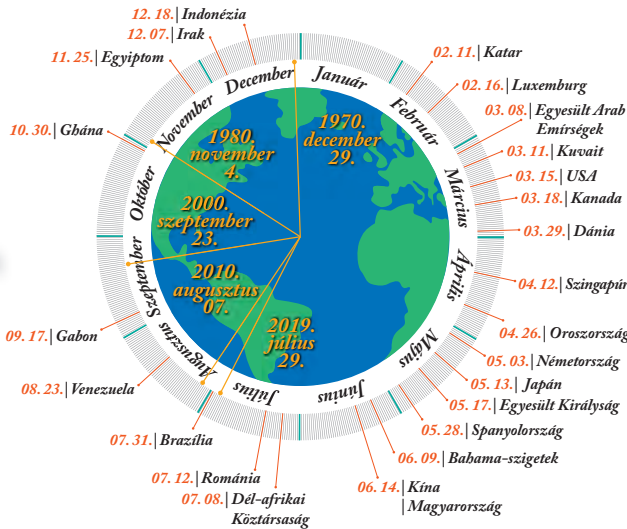 12. 18. | Indonézia
12. 07. | Irak
11. 25. | Egyiptom
10. 30. | Ghána
09. 17. | Gabon
08. 23. | Venezuela
07. 31. | Brazília
07. 12. | Románia
07. 08. | Dél-afrikai
Köztársaság
02. 11. | Katar
02. 16. | Luxemburg
03. 08. | Egyesült Arab
Emírségek
03. 11. | Kuvait
03. 15. | USA
03. 18. | Kanada
03. 29. | Dánia
04. 12. | Szingapúr
04. 26. | Oroszország
05. 03. | Németország
05. 13. | Japán
05. 17. | Egyesült Királyság
05. 28. | Spanyolország
06. 09. | Bahama-szigetek
06. 14. | Kína
Magyarország
Január
Február
Március
Április
Május
Június
Július
Augusztus
Szeptember
Október
November
December
1970.
december
29.
1980.
november
4.
2000.
szeptember
23.
2010.
augusztus
07.
2019.
július
29.